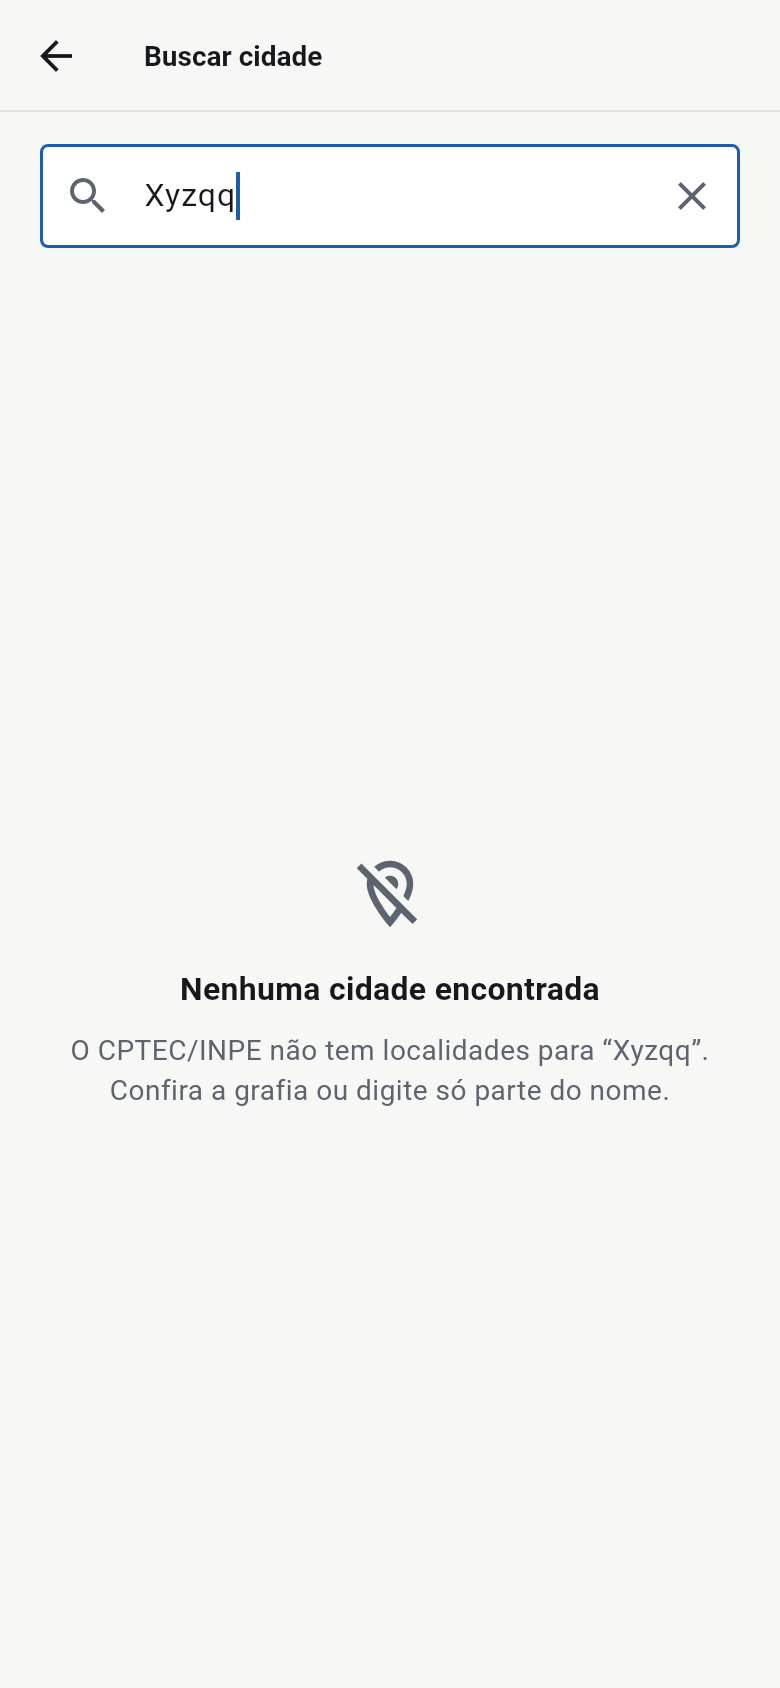 Buscar cidade
Xyzqq
Nenhuma cidade encontrada
O CPTEC/INPE não tem localidades para “Xyzqq”.
Confira a grafia ou digite só parte do nome.